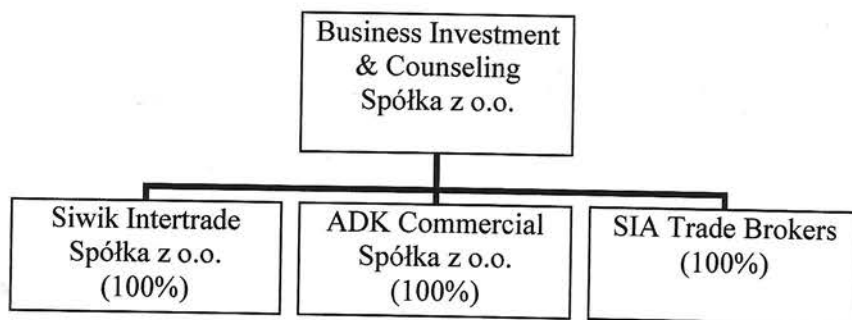 Business Investment
& Counseling
Spółka z o.o.
Siwik Intertrade
Spółka z o.o.
(100%)
ADK Commercial
Spółka z o.o.
(100%)
SIA Trade Brokers
(100%)